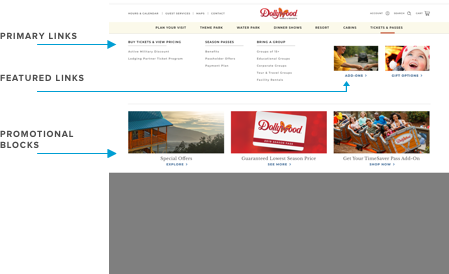 HOURS & CALENDAR | GUEST SERVICES | MORE | CONTACT
Dollywood
ACCOUNT
SEARCH
CART
PLAN YOUR VISIT
THEME PARK
WATER PARK
DINNER SHOWS
RESORT
CABINS
TICKETS & PASSES
PRIMARY LINKS
BUY TICKETS & VIEW PRICING
SEASON PASSES
BRING A GROUP
Benefits
Groups of 15+
Passholder Offers
Educational Groups
Lodging Partner Ticket Program
Payment Plan
Corporate Groups
Tour & Travel Groups
Facility Rentals
FEATURED LINKS
ADD-ONS >
GIFT OPTIONS >
PROMOTIONAL
BLOCKS
Dollywood
Special Offers
EXPLORE >
Guaranteed Lowest Season Price
SEE MORE >
Get Your TimeSaver Pass Add-On
SHOP NOW >